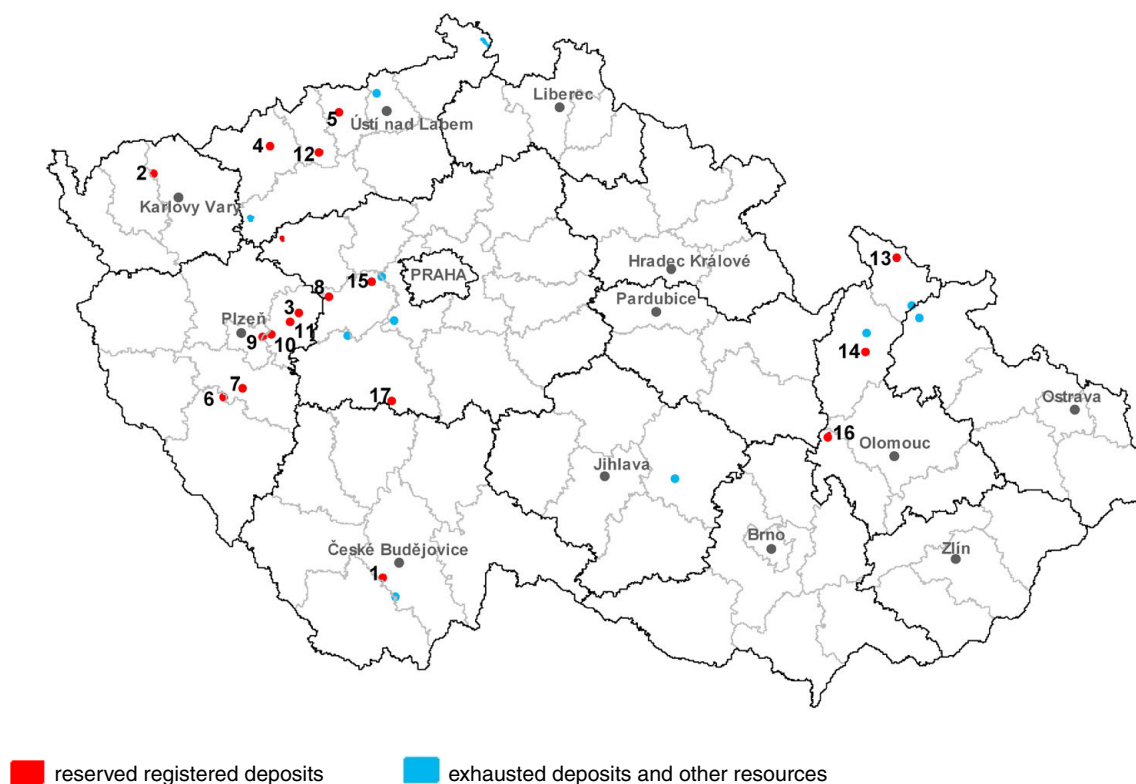 Liberec
5
Ústí nad Labem
4
12
2
Karlovy Vary
13
Hradec Králové
PRAHA
15
8
Pardubice
3
Plzeň
9
10
11
14
7
6
17
Ostrava
16
Olomouc
Jihlava
Brno
Zlín
České Budějovice
1
reserved registered deposits
exhausted deposits and other resources